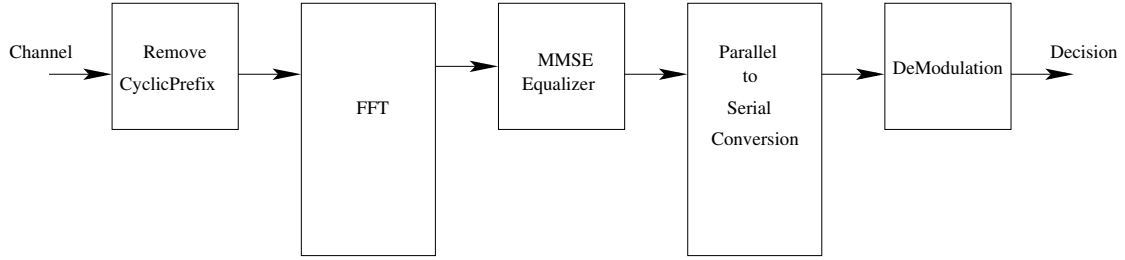 Channel
Remove
CyclicPrefix
FFT
MMSE
Equalizer
Parallel
to
Serial
Conversion
DeModulation
Decision